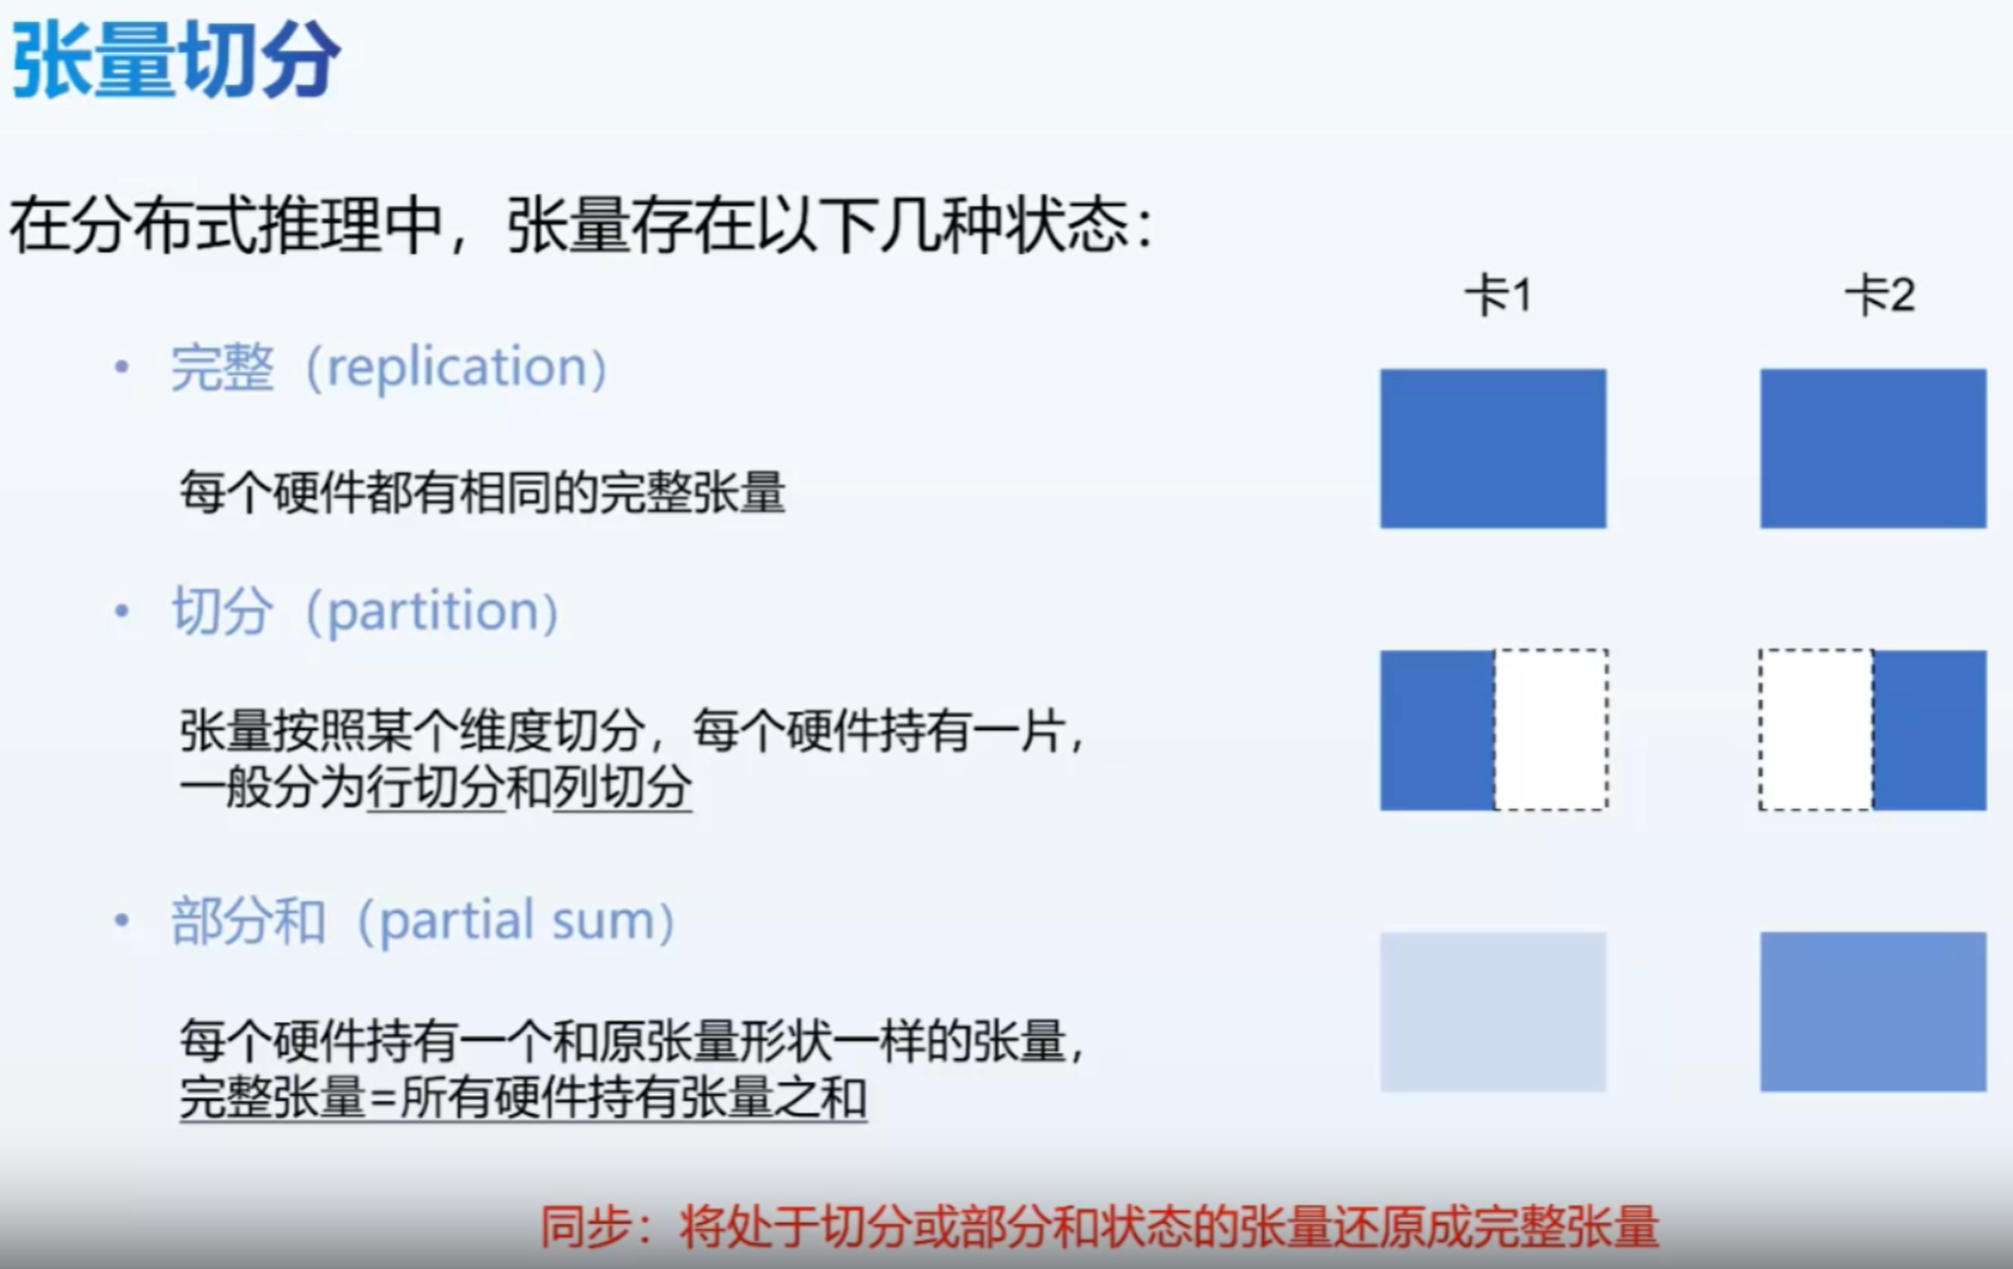 张量切分
在分布式推理中，张量存在以下几种状态：
卡1
卡2
• 完整（replication）
每个硬件都有相同的完整张量
• 切分（partition）
张量按照某个维度切分，每个硬件持有一片，
一般分为行切分和列切分
• 部分和（partial sum）
每个硬件持有一个和原张量形状一样的张量，
完整张量=所有硬件持有张量之和
同步：将处于切分或部分和状态的张量还原成完整张量